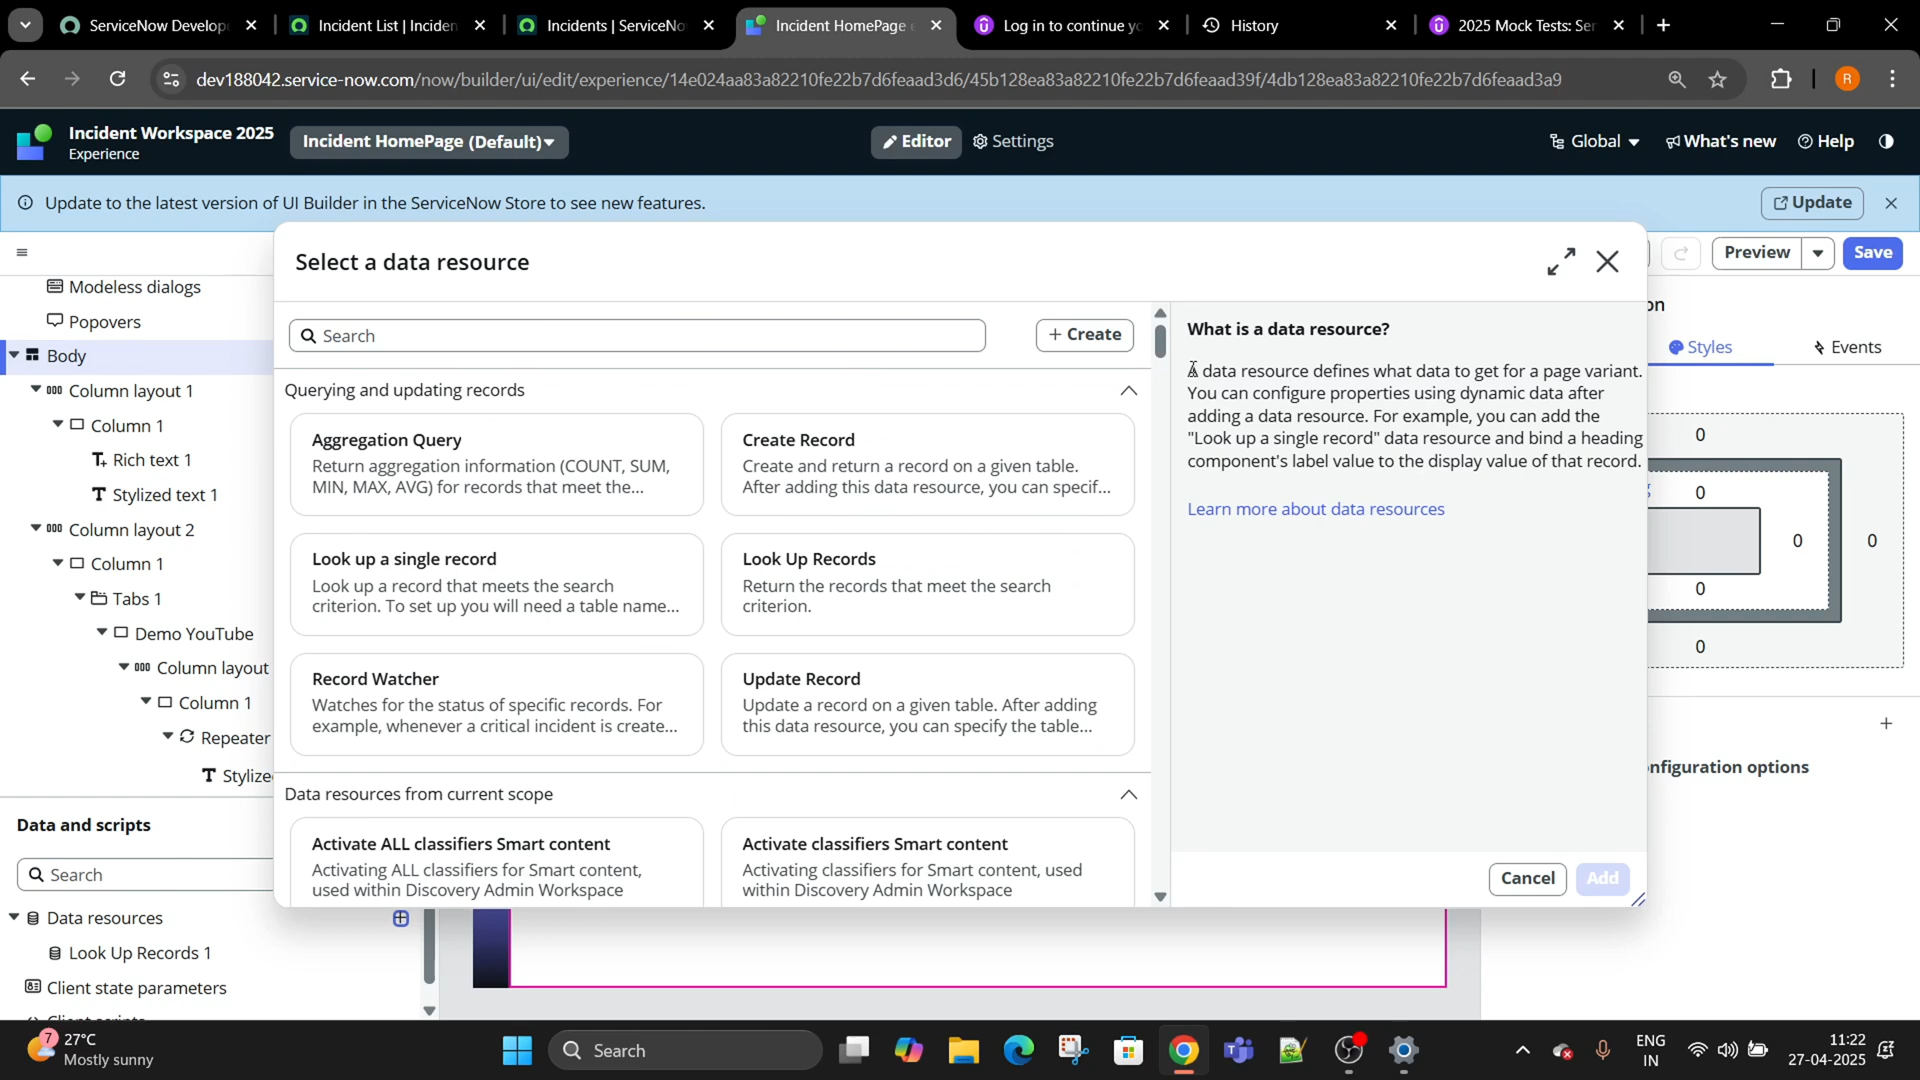 ServiceNow Develop
Incident List | Inciden
Incidents | ServiceNo
Incident HomePage e
Log in to continue yo
History
2025 Mock Tests: Ser
dev188042.service-now.com/now/builder/ui/edit/experience/14e024aa83a82210fe22b7d6feaad3d6/45b128ea83a82210fe22b7d6feaad39f/4db128ea83a82210fe22b7d6feaad3a9
R
Incident Workspace 2025
Experience
Incident HomePage (Default)
Editor
Settings
Global
What's new
Help
Update to the latest version of UI Builder in the ServiceNow Store to see new features.
Update
Preview
Save
Modeless dialogs
Popovers
Body
Column layout 1
Column 1
Rich text 1
Stylized text 1
Column layout 2
Column 1
Tabs 1
Demo YouTube
Column layout
Column 1
Repeater
Stylize
Data and scripts
Search
Data resources
Look Up Records 1
Client state parameters
Select a data resource
Search
+ Create
Querying and updating records
Aggregation Query
Return aggregation information (COUNT, SUM,
MIN, MAX, AVG) for records that meet the...
Create Record
Create and return a record on a given table.
After adding this data resource, you can specif...
Look up a single record
Look up a record that meets the search
criterion. To set up you will need a table name...
Look Up Records
Return the records that meet the search
criterion.
Record Watcher
Watches for the status of specific records. For
example, whenever a critical incident is create...
Update Record
Update a record on a given table. After adding
this data resource, you can specify the table...
Data resources from current scope
Activate ALL classifiers Smart content
Activating ALL classifiers for Smart content,
used within Discovery Admin Workspace
Activate classifiers Smart content
Activating classifiers for Smart content, used
within Discovery Admin Workspace
What is a data resource?
A data resource defines what data to get for a page variant.
You can configure properties using dynamic data after
adding a data resource. For example, you can add the
"Look up a single record" data resource and bind a heading
component's label value to the display value of that record.
Learn more about data resources
Cancel
Add
on
Styles
Events
0
0
0
0
0
0
nfiguration options
7
27°C
Mostly sunny
Search
ENG
IN
11:22
27-04-2025